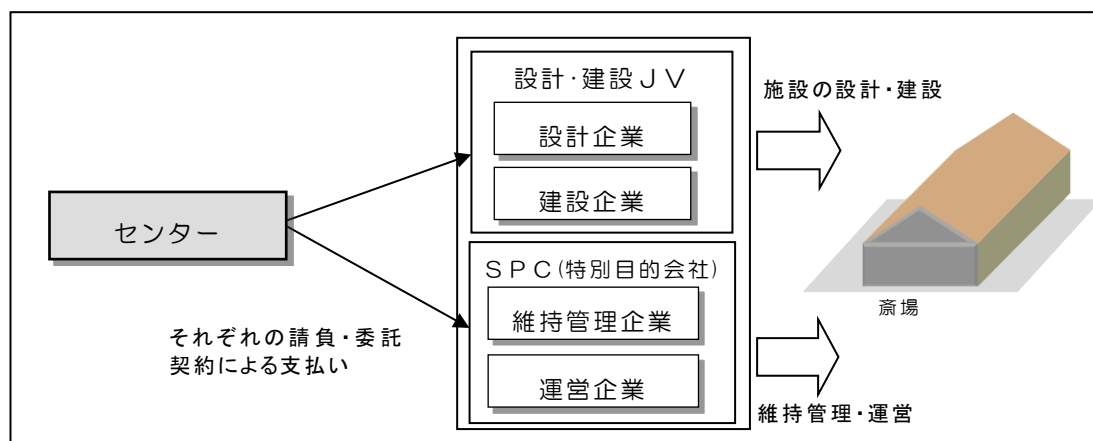 設計・建設ＪＶ
設計企業
建設企業
施設の設計・建設
センター
ＳＰＣ(特別目的会社)
維持管理企業
運営企業
それぞれの請負・委託
契約による支払い
斎場
維持管理・運営